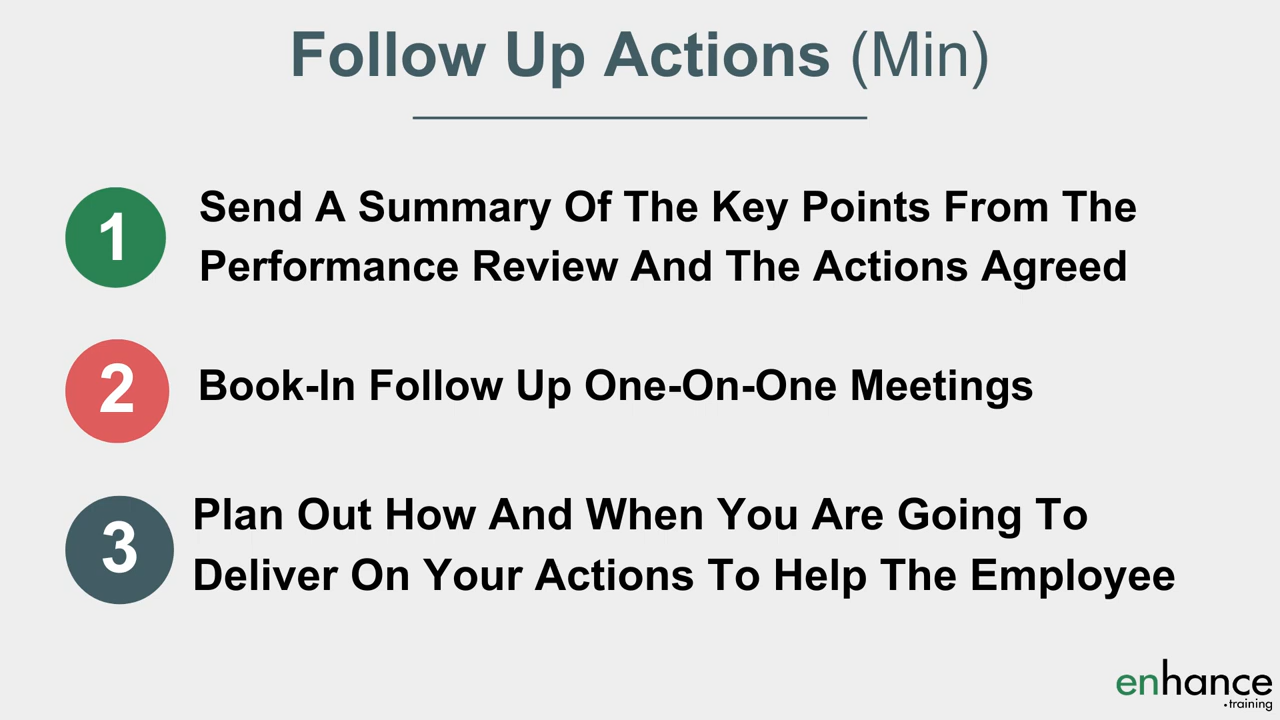 Follow Up Actions (Min)
1
Send A Summary Of The Key Points From The
Performance Review And The Actions Agreed
2
Book-In Follow Up One-On-One Meetings
3
Plan Out How And When You Are Going To
Deliver On Your Actions To Help The Employee
enhance
.training